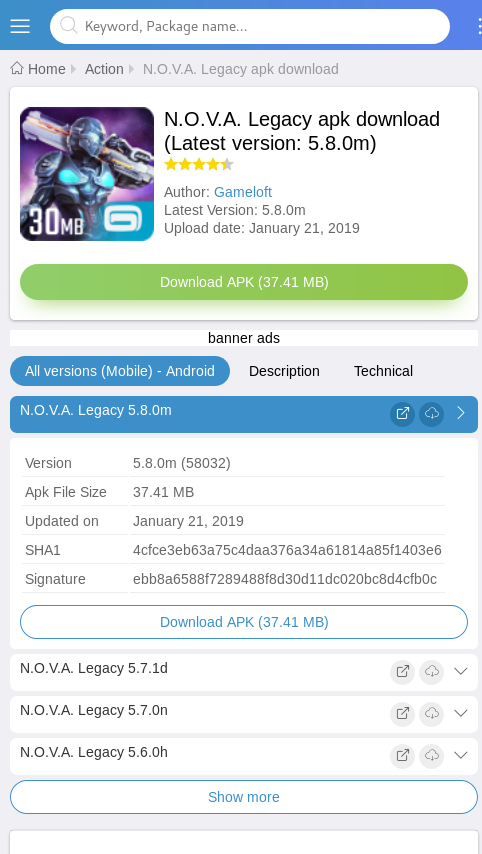 Keyword, Package name...
Home Action N.O.V.A. Legacy apk download
N.O.V.A. Legacy apk download
(Latest version: 5.8.0m)
30MB
Author: Gameloft
Latest Version: 5.8.0m
Upload date: January 21, 2019
Download APK (37.41 MB)
banner ads
All versions (Mobile) - Android Description Technical
N.O.V.A. Legacy 5.8.0m
Version 5.8.0m (58032)
Apk File Size 37.41 MB
Updated on January 21, 2019
SHA1 4cfce3eb63a75c4daa376a34a61814a85f1403e6
Signature ebb8a6588f7289488f8d30d11dc020bc8d4cfb0c
Download APK (37.41 MB)
N.O.V.A. Legacy 5.7.1d
N.O.V.A. Legacy 5.7.0n
N.O.V.A. Legacy 5.6.0h
Show more